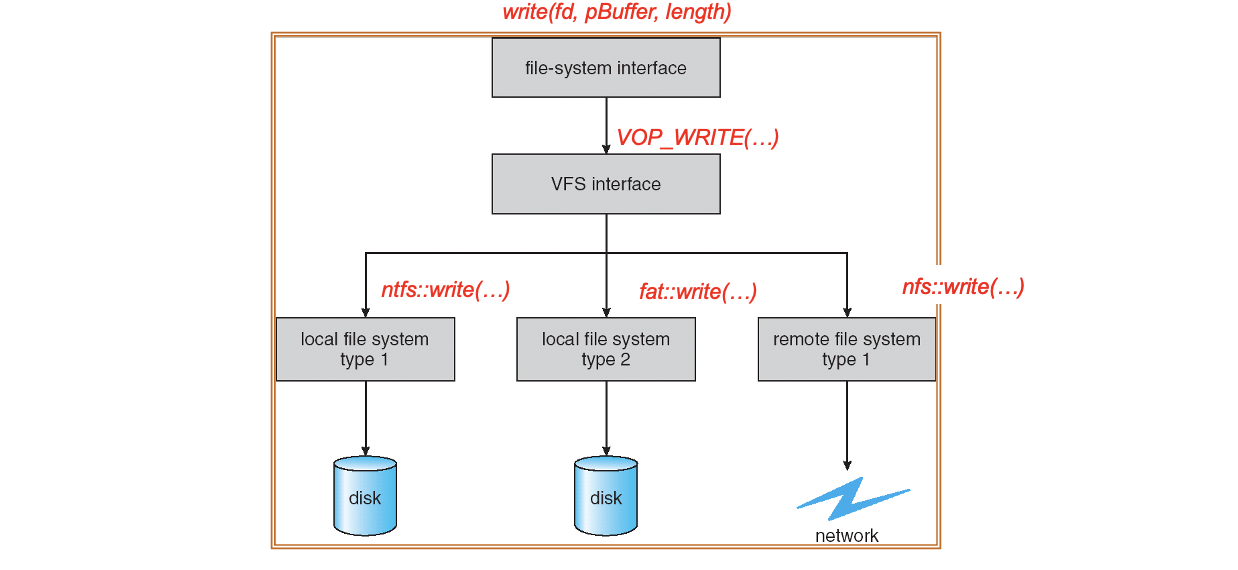 write(fd, pBuffer, length)
file-system interface
VOP_WRITE(…)
VFS interface
ntfs::write(…)
fat::write(…)
nfs::write(…)
local file system
type 1
local file system
type 2
remote file system
type 1
disk
disk
network